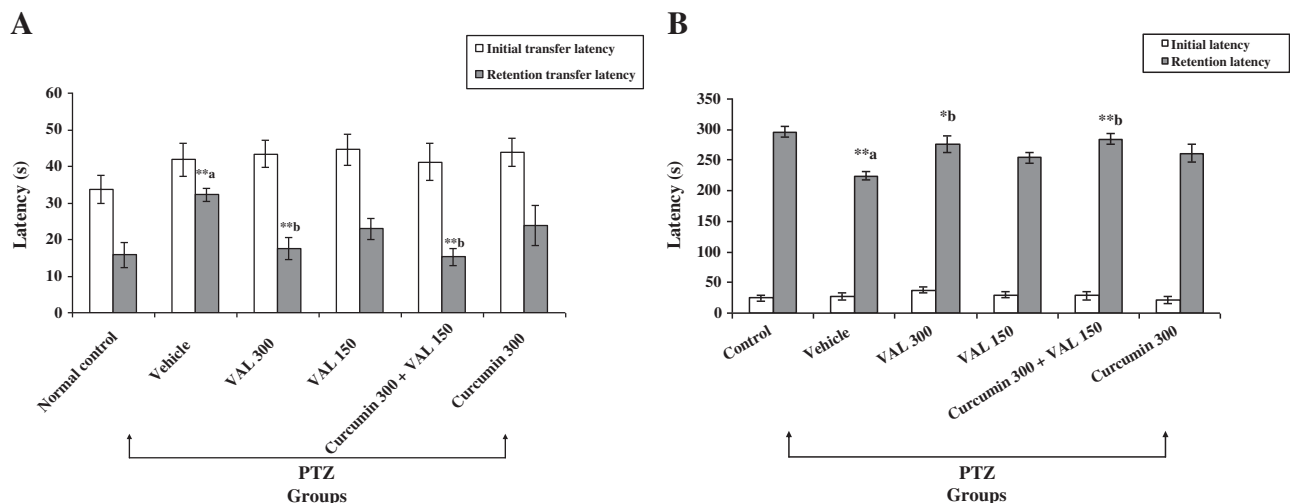 A
Initial transfer latency
Retention transfer latency
Latency (s)
60
50
40
30
20
10
0
**a
**b
**b
Normal control
Vehicle
VAL 300
VAL 150
Curcumin 300 + VAL 150
Curcumin 300
PTZ
Groups
B
Initial latency
Retention latency
Latency (s)
350
300
250
200
150
100
50
0
**a
*b
**b
Control
Vehicle
VAL 300
VAL 150
Curcumin 300 + VAL 150
Curcumin 300
PTZ
Groups